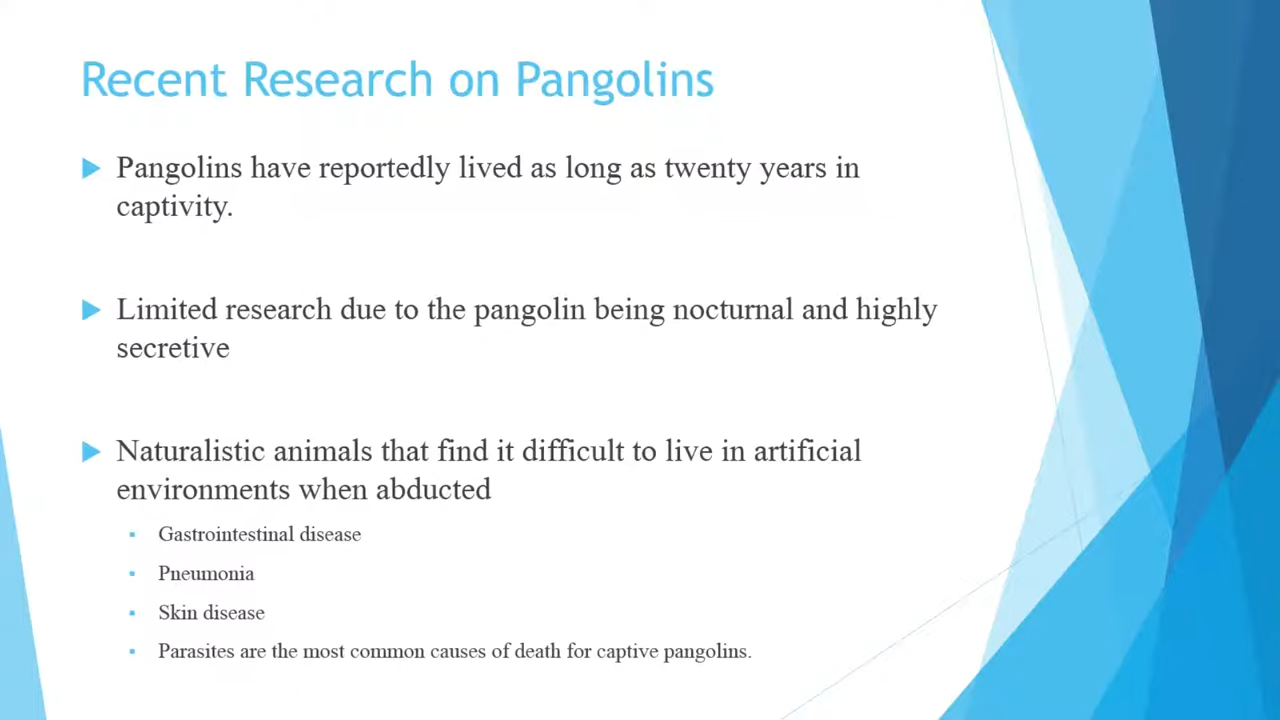 Recent Research on Pangolins
Pangolins have reportedly lived as long as twenty years in
captivity.
Limited research due to the pangolin being nocturnal and highly
secretive
Naturalistic animals that find it difficult to live in artificial
environments when abducted
Gastrointestinal disease
Pneumonia
Skin disease
Parasites are the most common causes of death for captive pangolins.